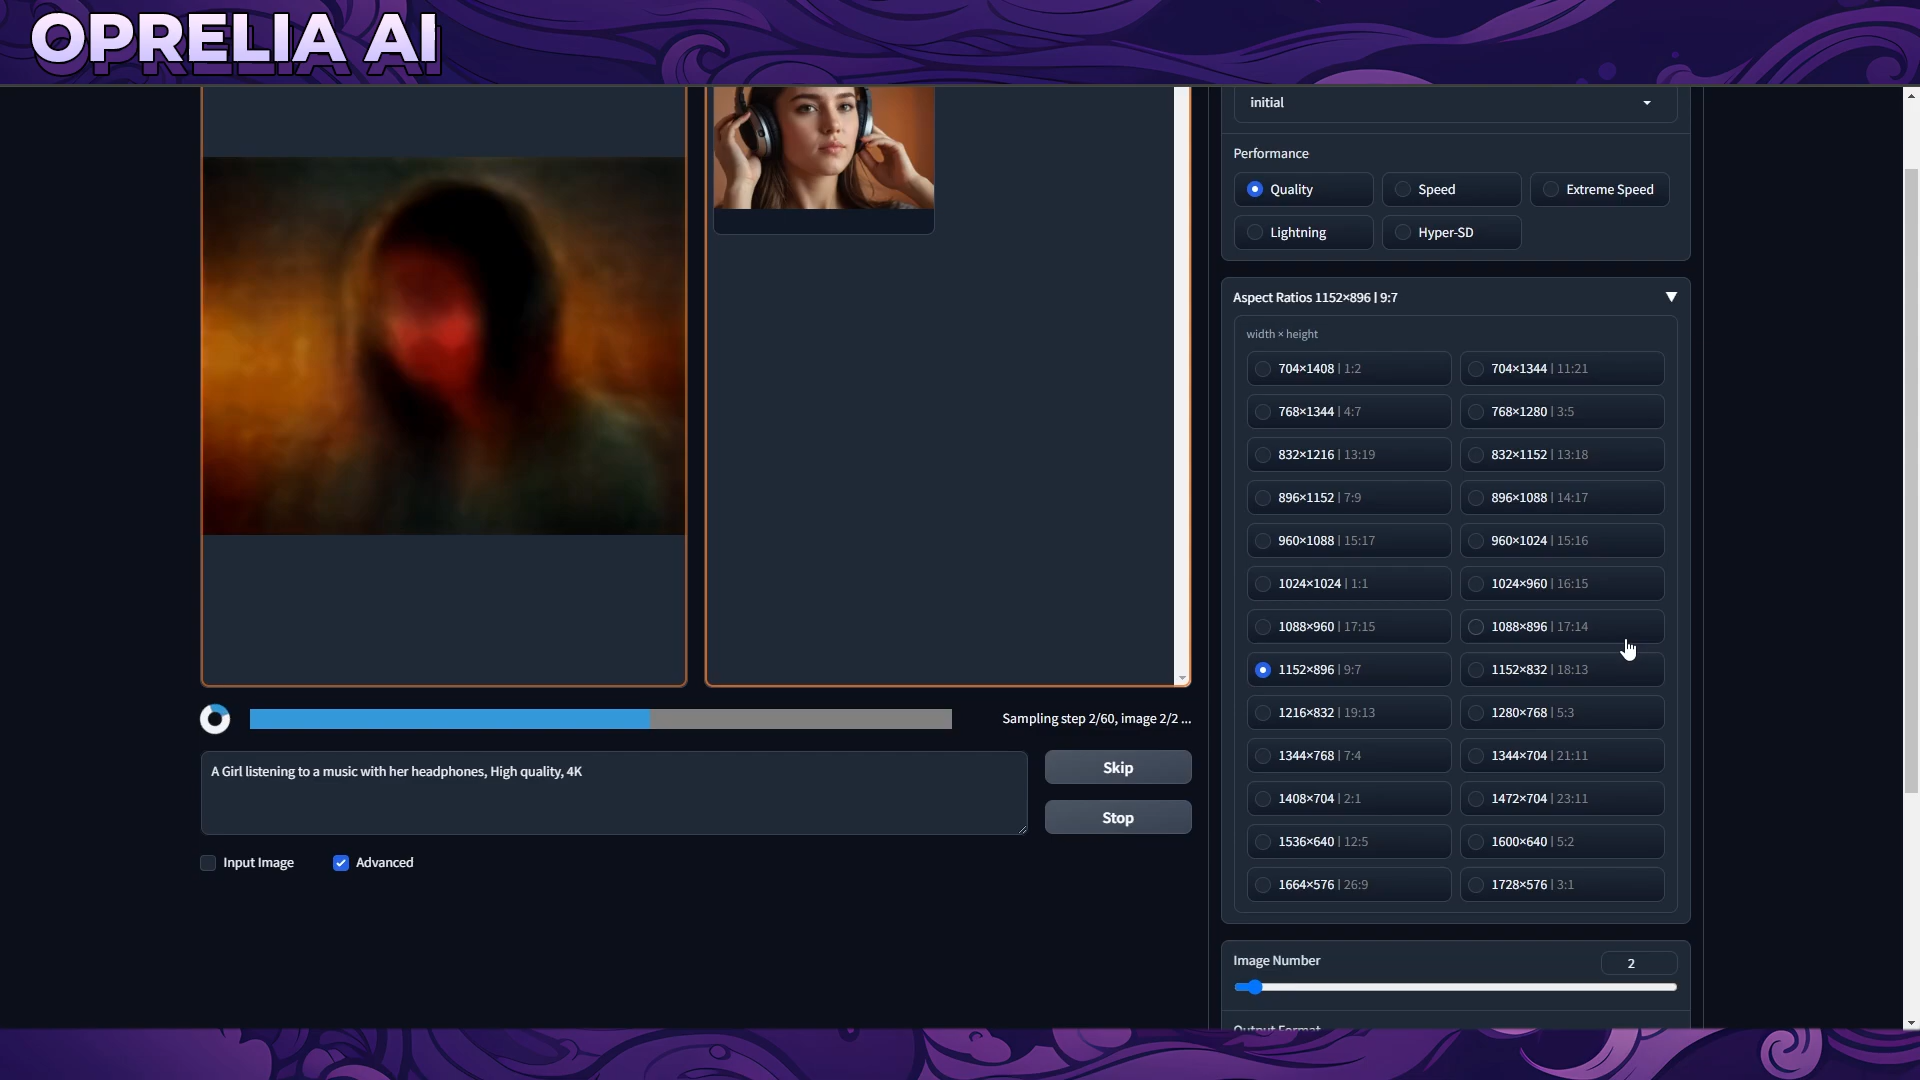 OPRELIA AI
initial
Performance
Quality
Speed
Extreme Speed
Lightning
Hyper-SD
Aspect Ratios 1152×896 | 9:7
width × height
704×1408 | 1:2
704×1344 | 11:21
768×1344 | 4:7
768×1280 | 3:5
832×1216 | 13:19
832×1152 | 13:18
896×1152 | 7:9
896×1088 | 14:17
960×1088 | 15:17
960×1024 | 15:16
1024×1024 | 1:1
1024×960 | 16:15
1088×960 | 17:15
1088×896 | 17:14
1152×896 | 9:7
1152×832 | 18:13
1216×832 | 19:13
1280×768 | 5:3
1344×768 | 7:4
1344×704 | 21:11
1408×704 | 2:1
1472×704 | 23:11
1536×640 | 12:5
1600×640 | 5:2
1664×576 | 26:9
1728×576 | 3:1
Image Number
2
Output Format
Sampling step 2/60, image 2/2 ...
A Girl listening to a music with her headphones, High quality, 4K
Skip
Stop
Input Image
Advanced